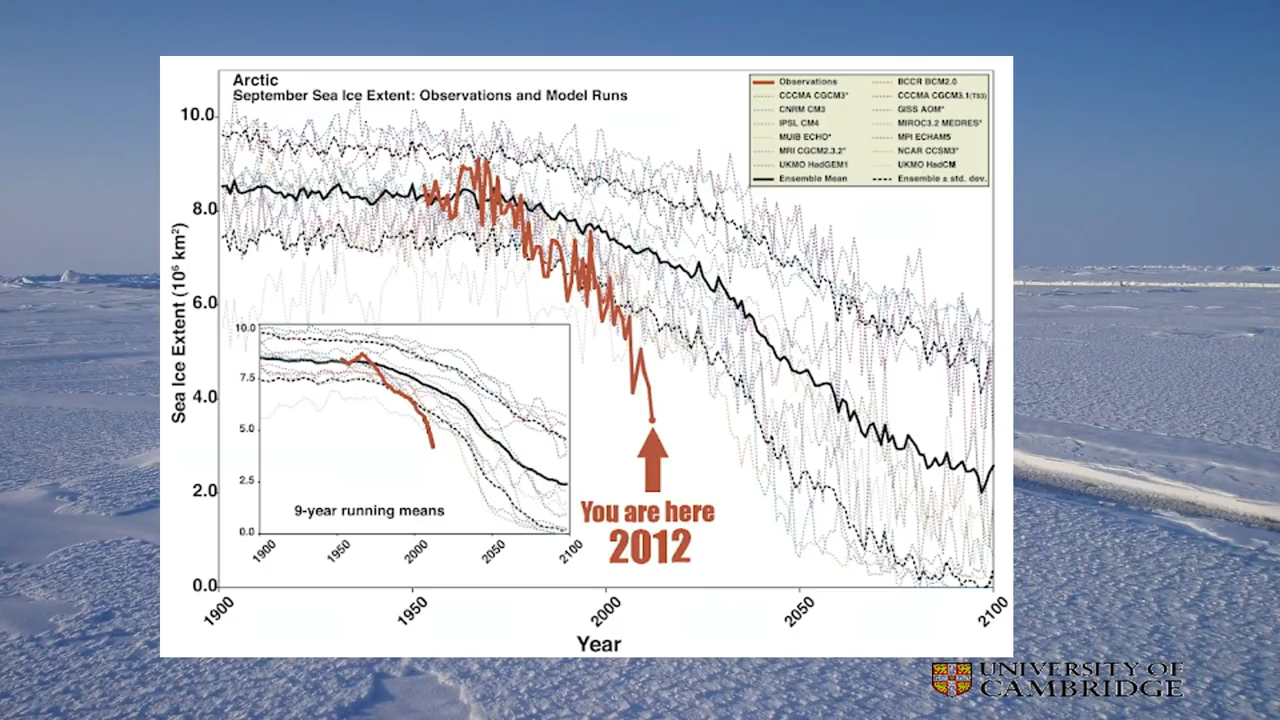 Arctic
September Sea Ice Extent: Observations and Model Runs
Observations
BCCR BCM2.0
CCCMA CGCM3*
CCCMA CGCM3.1(T63)
CNRM CM3
GISS AOM*
IPSL CM4
MIROC3.2 MEDRES*
MUIB ECHO*
MPI ECHAM5
MRI CGCM2.3.2*
NCAR CCSM3*
UKMO HadGEM1
UKMO HadCM
Ensemble Mean
Ensemble ± std. dev.
Sea Ice Extent (10⁶ km²)
10.0
8.0
6.0
4.0
2.0
0.0
10.0
7.5
5.0
2.5
0.0
9-year running means
1900
1950
2000
2050
2100
You are here
2012
1900
1950
2000
2050
2100
Year
UNIVERSITY OF
CAMBRIDGE